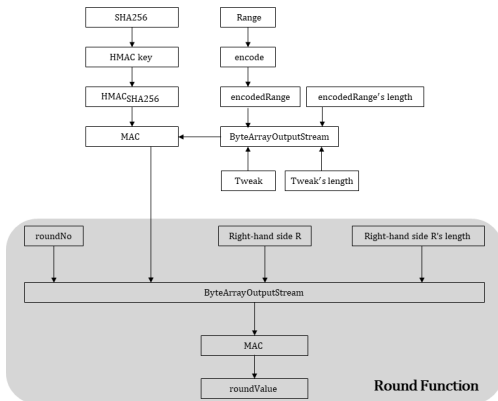 SHA256
Range
HMAC key
encode
HMACSHA256
encodedRange
encodedRange's length
MAC
ByteArrayOutputStream
Tweak
Tweak's length
roundNo
Right-hand side R
Right-hand side R's length
ByteArrayOutputStream
MAC
roundValue
Round Function